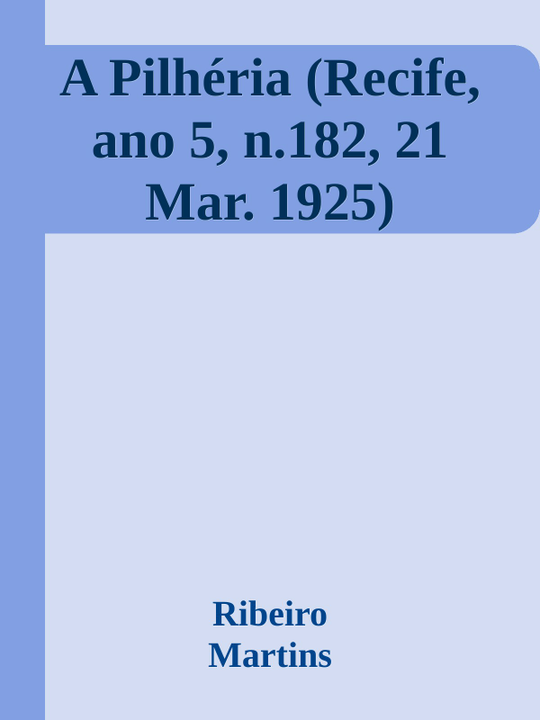 A Pilhéria (Recife,
ano 5, n.182, 21
Mar. 1925)
Ribeiro
Martins